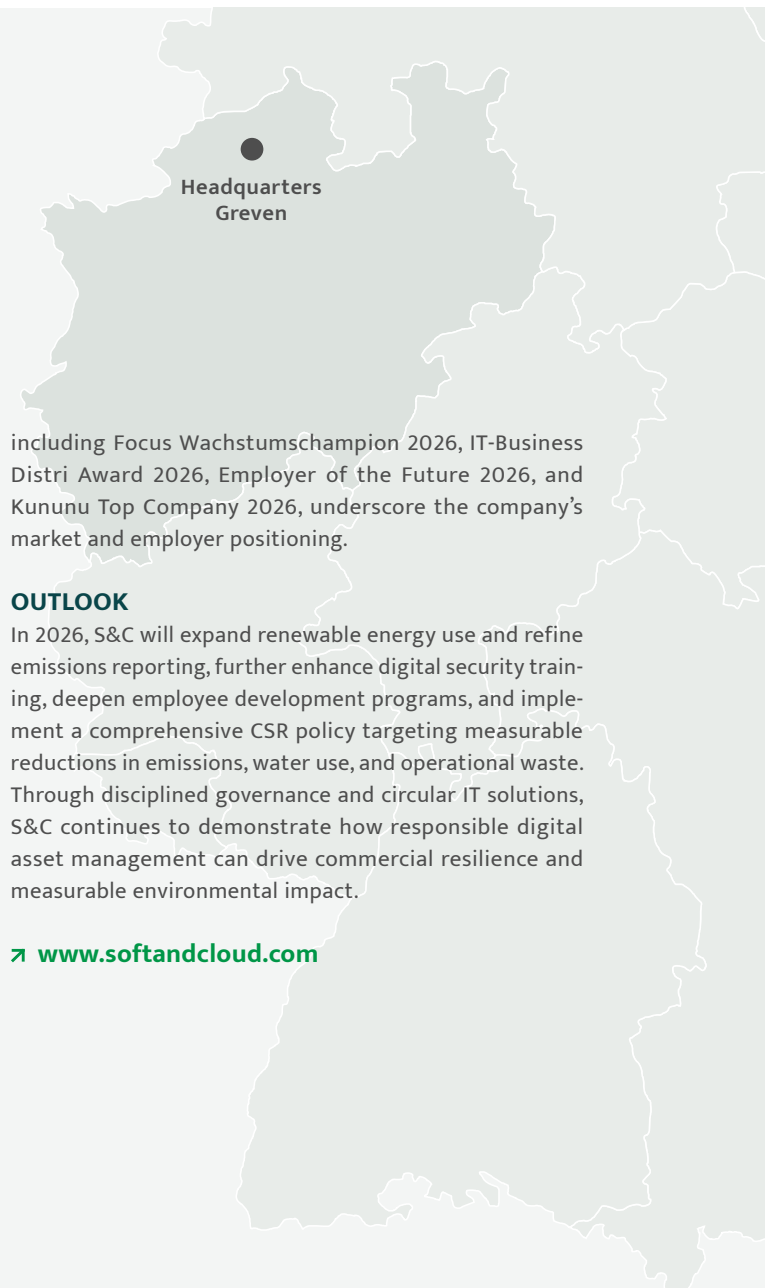 Headquarters
Greven
including Focus Wachstumschampion 2026, IT-Business
Distri Award 2026, Employer of the Future 2026, and
Kununu Top Company 2026, underscore the company’s
market and employer positioning.
OUTLOOK
In 2026, S&C will expand renewable energy use and refine
emissions reporting, further enhance digital security train-
ing, deepen employee development programs, and imple-
ment a comprehensive CSR policy targeting measurable
reductions in emissions, water use, and operational waste.
Through disciplined governance and circular IT solutions,
S&C continues to demonstrate how responsible digital
asset management can drive commercial resilience and
measurable environmental impact.
www.softandcloud.com